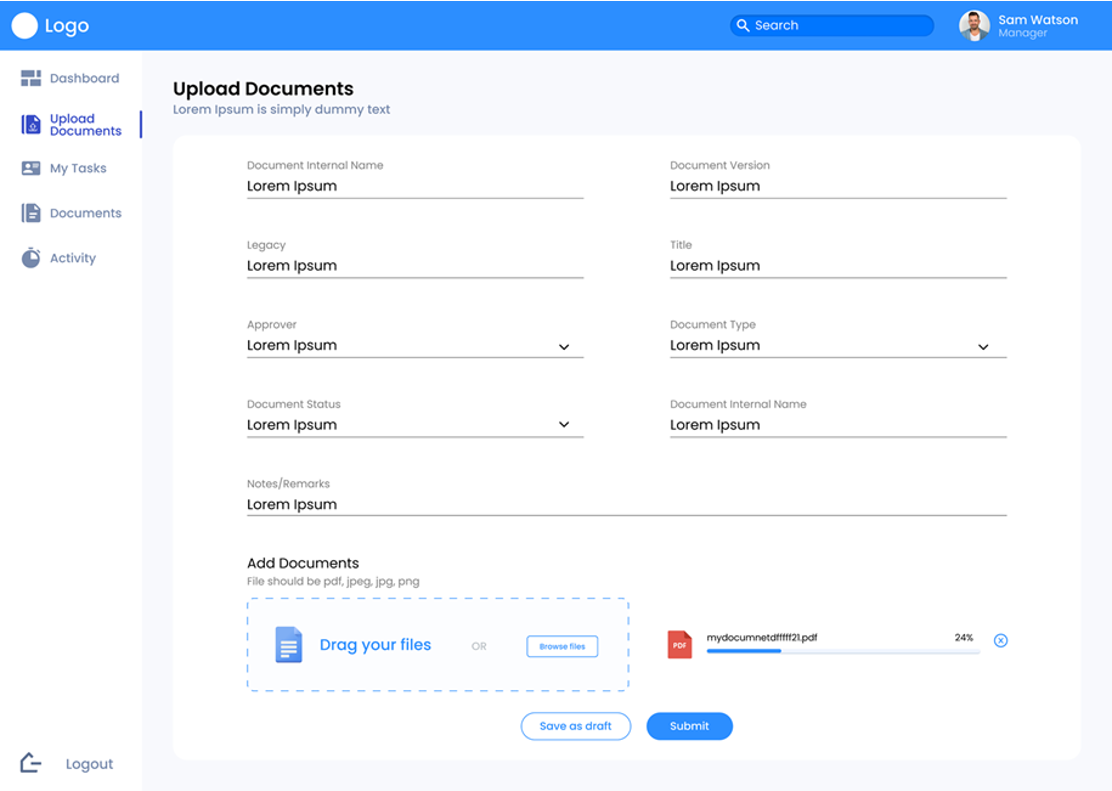 Logo
Search
Sam Watson
Manager
Dashboard
Upload
Documents
My Tasks
Documents
Activity
Logout
Upload Documents
Lorem Ipsum is simply dummy text
Document Internal Name
Lorem Ipsum
Document Version
Lorem Ipsum
Legacy
Lorem Ipsum
Title
Lorem Ipsum
Approver
Lorem Ipsum
Document Type
Lorem Ipsum
Document Status
Lorem Ipsum
Document Internal Name
Lorem Ipsum
Notes/Remarks
Lorem Ipsum
Add Documents
File should be pdf, jpeg, jpg, png
Drag your files
OR
Browse files
PDF
mydocumnetdfffff21.pdf
24%
Save as draft
Submit